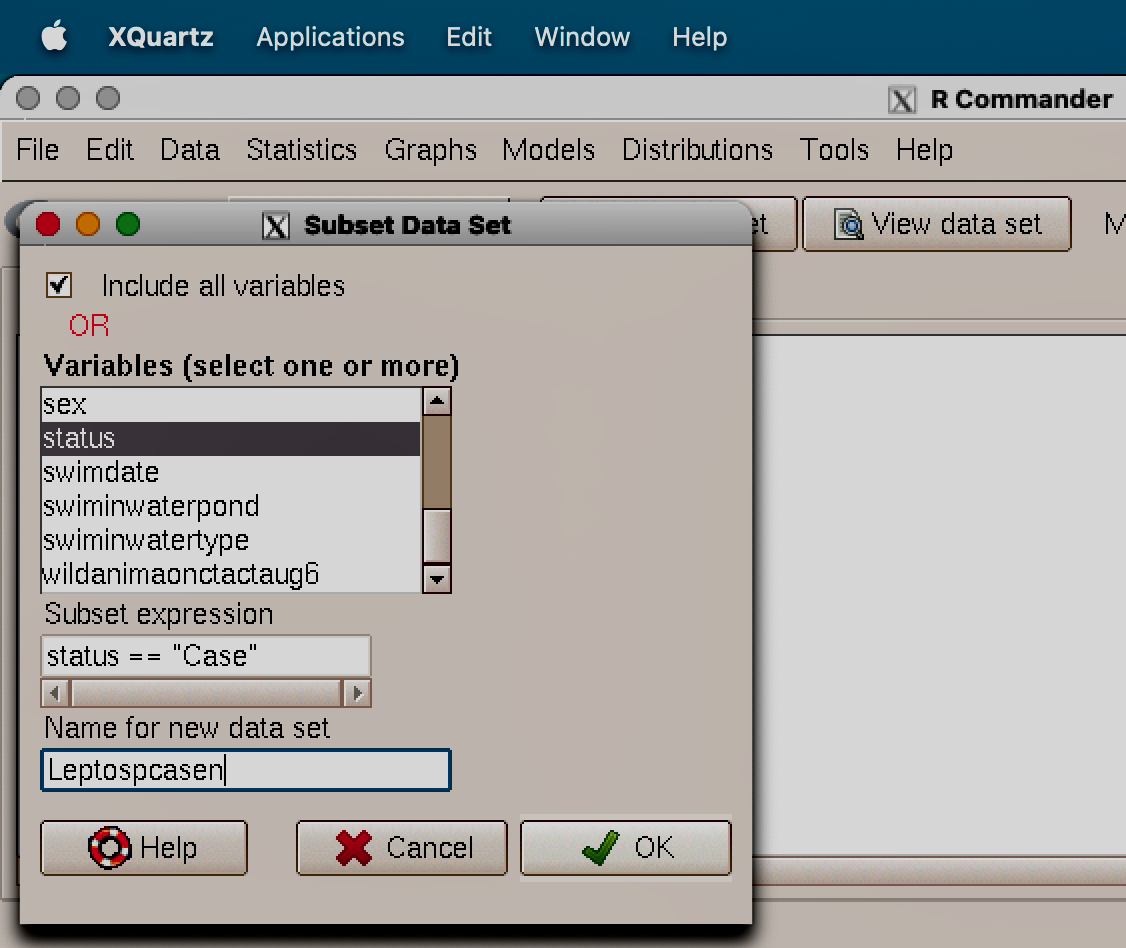 XQuartz Applications Edit Window Help
R Commander
File Edit Data Statistics Graphs Models Distributions Tools Help
View data set
Subset Data Set
Include all variables
OR
Variables (select one or more)
sex
status
swimdate
swiminwaterpond
swiminwatertype
wildanimaonctactaug6
Subset expression
status == "Case"
Name for new data set
Leptospcasen
Help Cancel OK